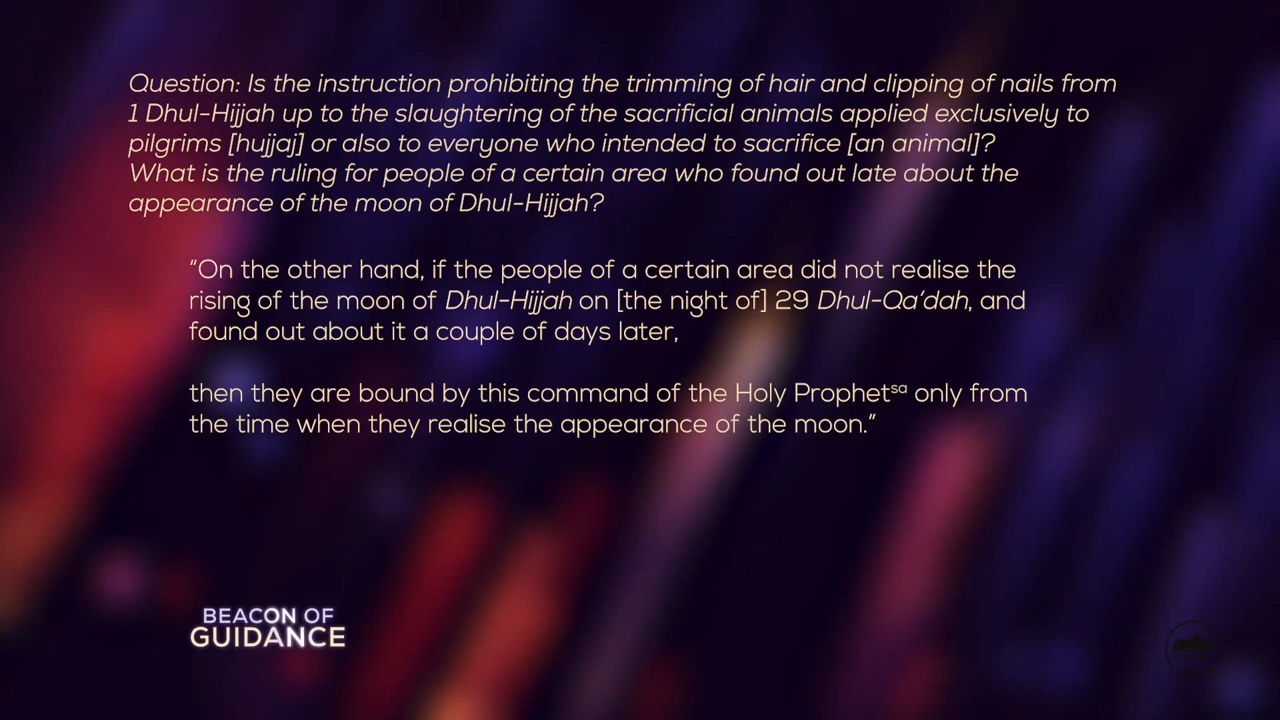 Question: Is the instruction prohibiting the trimming of hair and clipping of nails from
1 Dhul-Hijjah up to the slaughtering of the sacrificial animals applied exclusively to
pilgrims [hujjaj] or also to everyone who intended to sacrifice [an animal]?
What is the ruling for people of a certain area who found out late about the
appearance of the moon of Dhul-Hijjah?
“On the other hand, if the people of a certain area did not realise the
rising of the moon of Dhul-Hijjah on [the night of] 29 Dhul-Qa’dah, and
found out about it a couple of days later,
then they are bound by this command of the Holy Prophetsa only from
the time when they realise the appearance of the moon.”
BEACON OF
GUIDANCE
mta